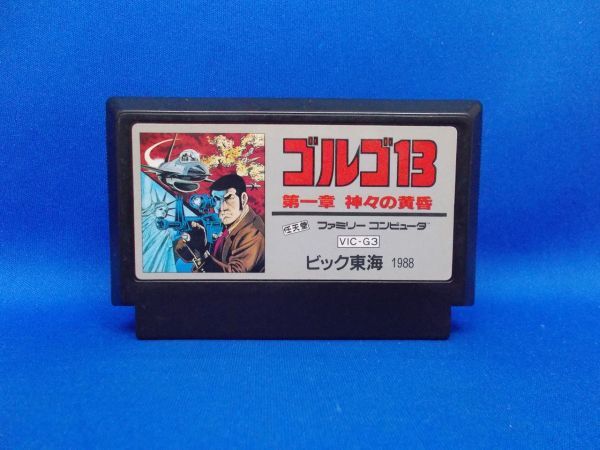 ゴルゴ13
第一章 神々の黄昏
任天堂 ファミリー コンピュータ
VIC-G3
ビック東海 1988